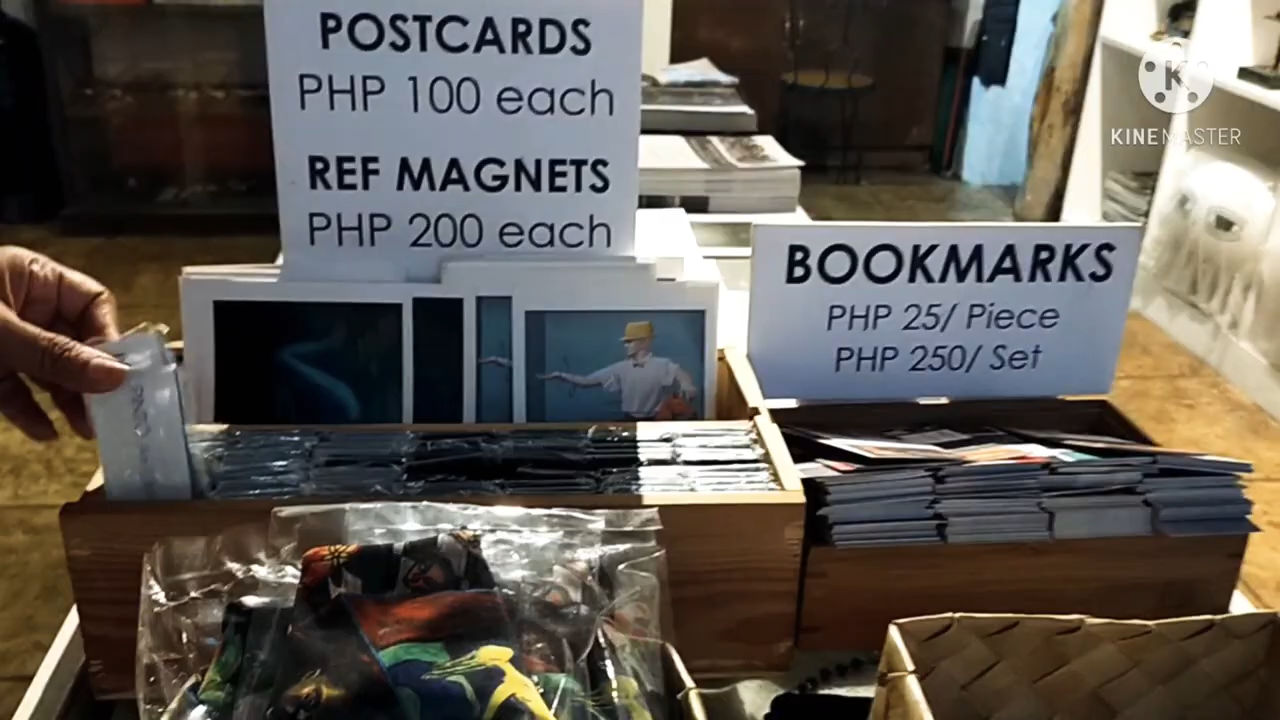 POSTCARDS
PHP 100 each
REF MAGNETS
PHP 200 each
BOOKMARKS
PHP 25/ Piece
PHP 250/ Set
K
KINEMASTER